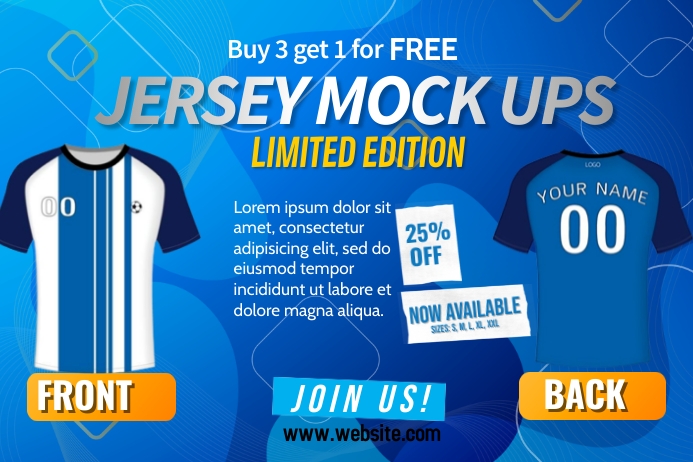 Buy 3 get 1 for FREE
JERSEY MOCK UPS
LIMITED EDITION
00
Lorem ipsum dolor sit
amet, consectetur
adipisicing elit, sed do
eiusmod tempor
incididunt ut labore et
dolore magna aliqua.
25%
OFF
NOW AVAILABLE
SIZES: S, M, L, XL, XXL
LOGO
YOUR NAME
00
FRONT
BACK
JOIN US!
www.website.com